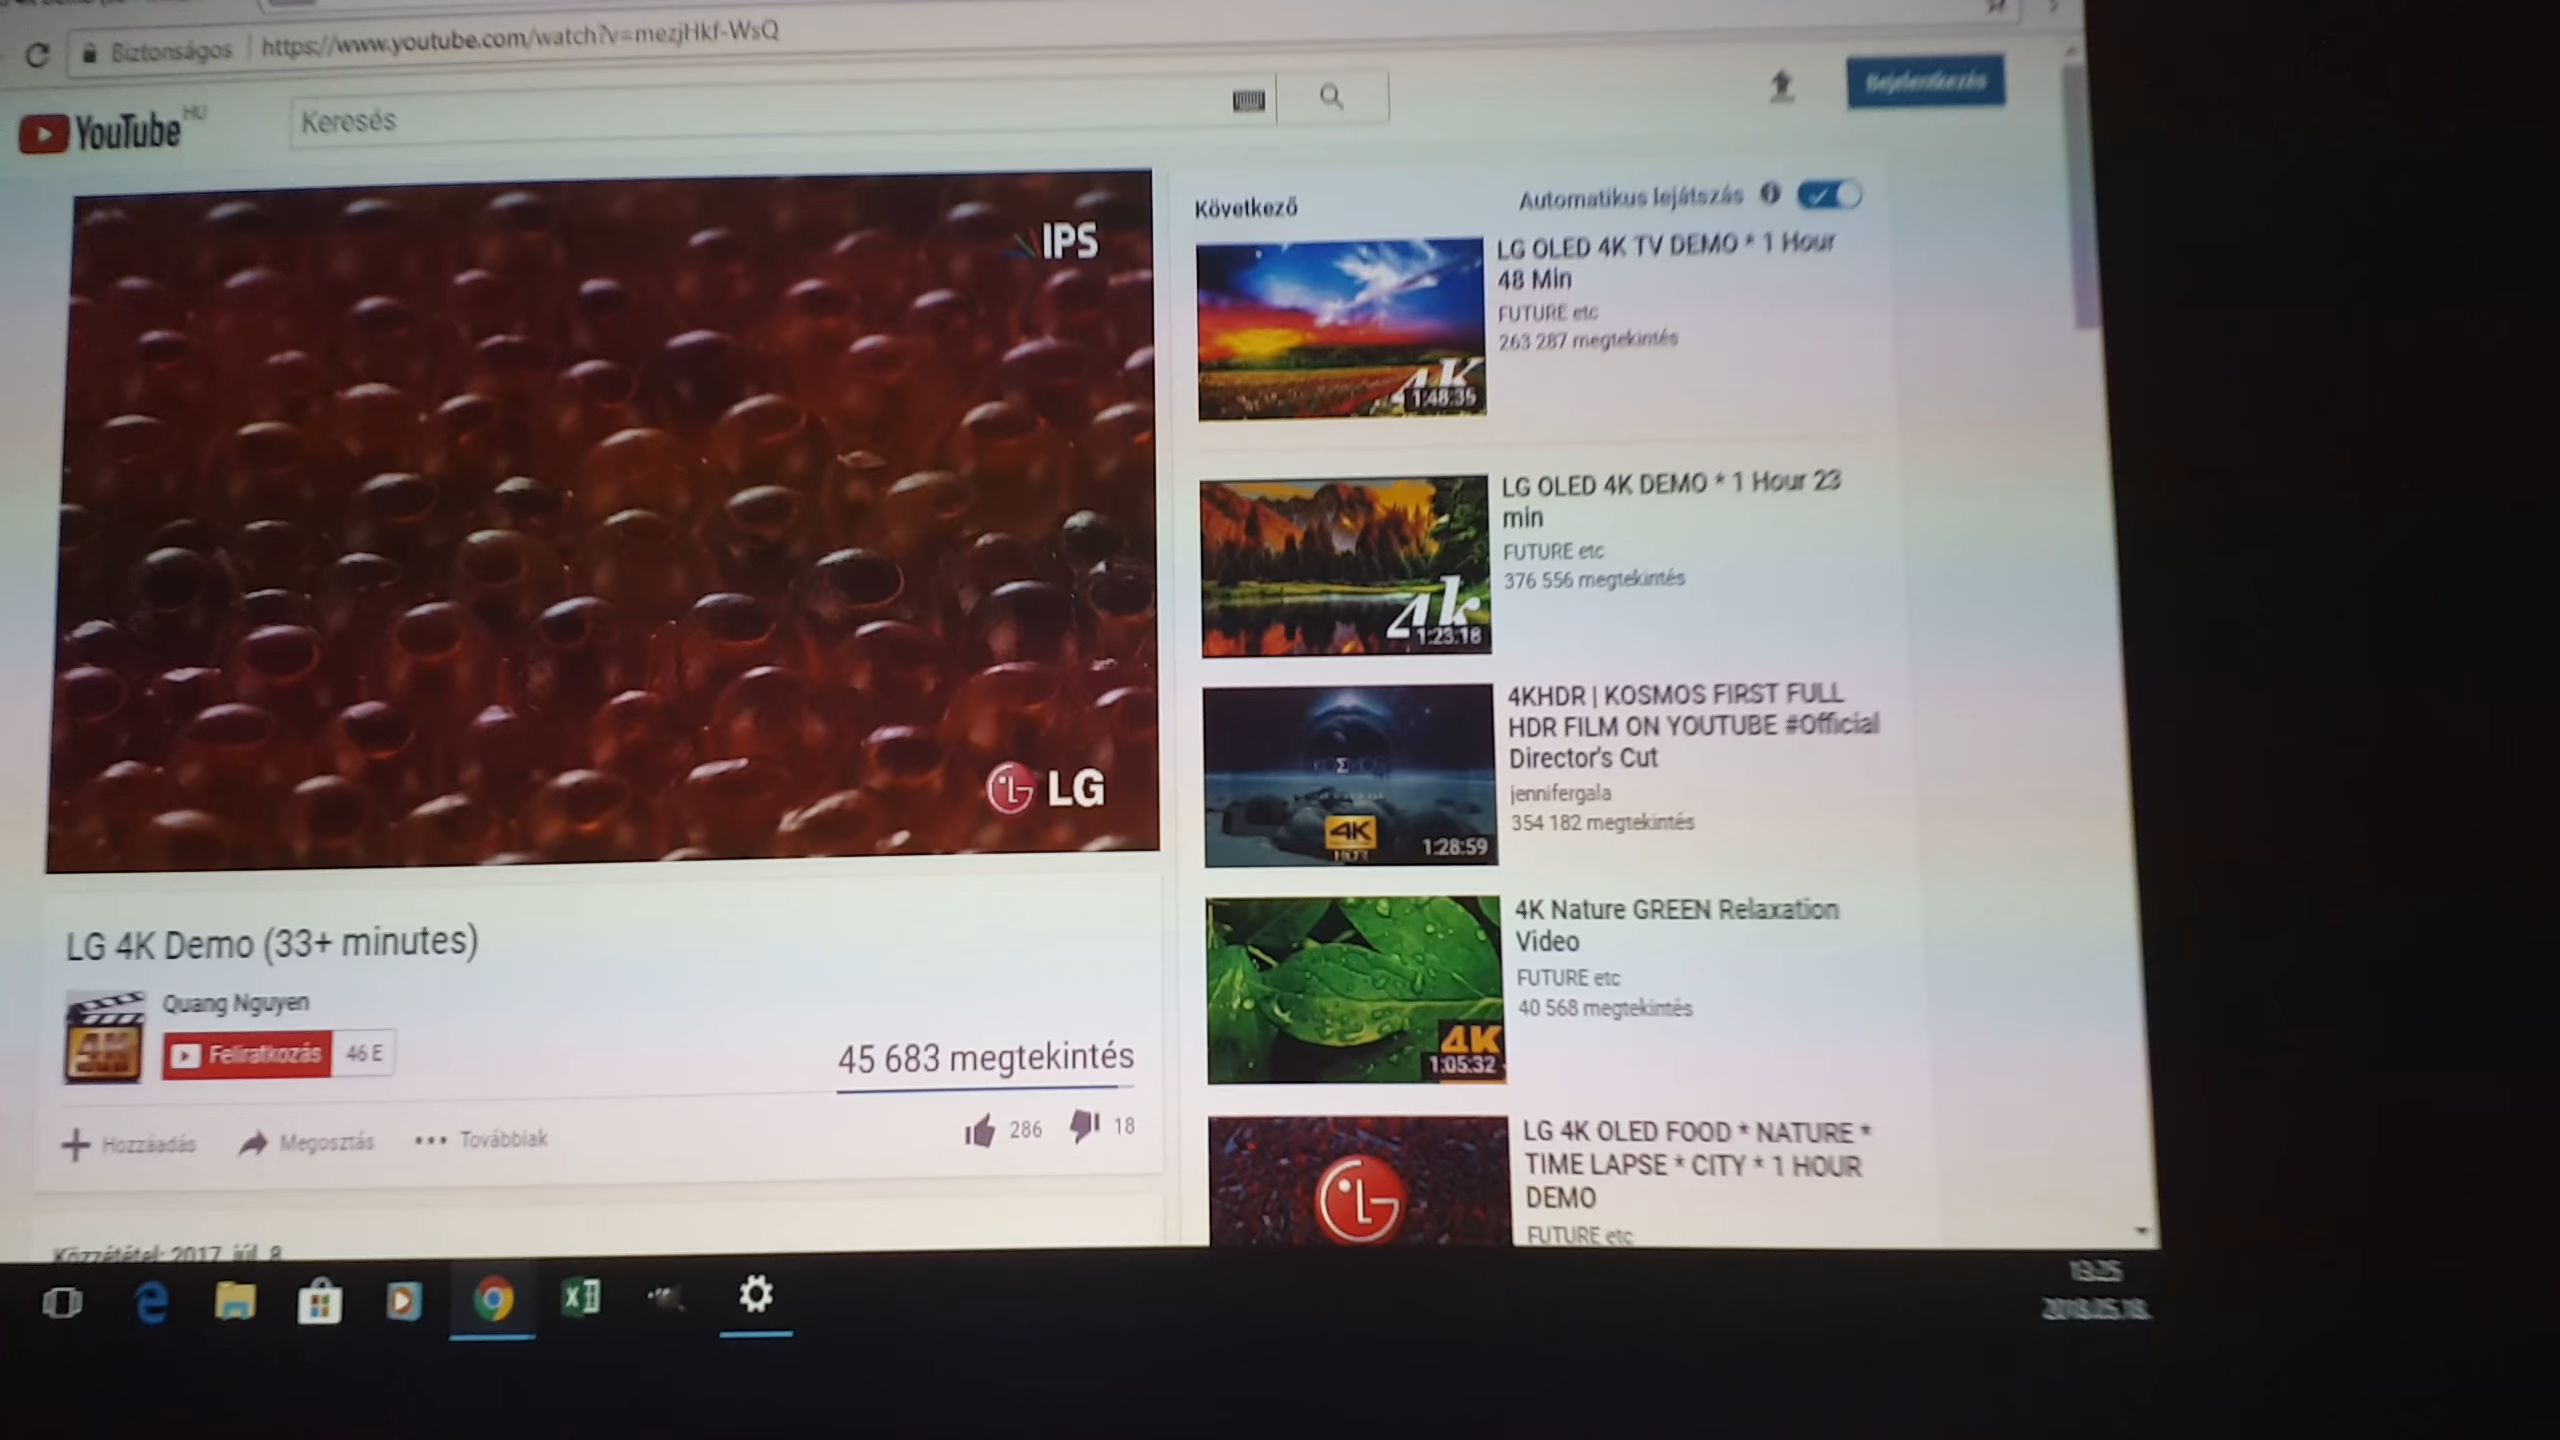 Biztonságos | https://www.youtube.com/watch?v=mezjHkf-WsQ
YouTube HU
Keresés
Bejelentkezés
IPS
LG
LG 4K Demo (33+ minutes)
Quang Nguyen
Feliratkozás 46 E
45 683 megtekintés
Hozzáadás Megosztás Továbbiak
286 18
Közzététel: 2017. júl. 8.
Következő
Automatikus lejátszás
LG OLED 4K TV DEMO * 1 Hour
48 Min
FUTURE etc
263 287 megtekintés
4K
1:48:36
LG OLED 4K DEMO * 1 Hour 23
min
FUTURE etc
376 556 megtekintés
4k
1:23:18
4KHDR | KOSMOS FIRST FULL
HDR FILM ON YOUTUBE #Official
Director's Cut
jennifergala
354 182 megtekintés
4K
HDR
1:28:59
4K Nature GREEN Relaxation
Video
FUTURE etc
40 568 megtekintés
4K
1:05:32
LG 4K OLED FOOD * NATURE *
TIME LAPSE * CITY * 1 HOUR
DEMO
FUTURE etc